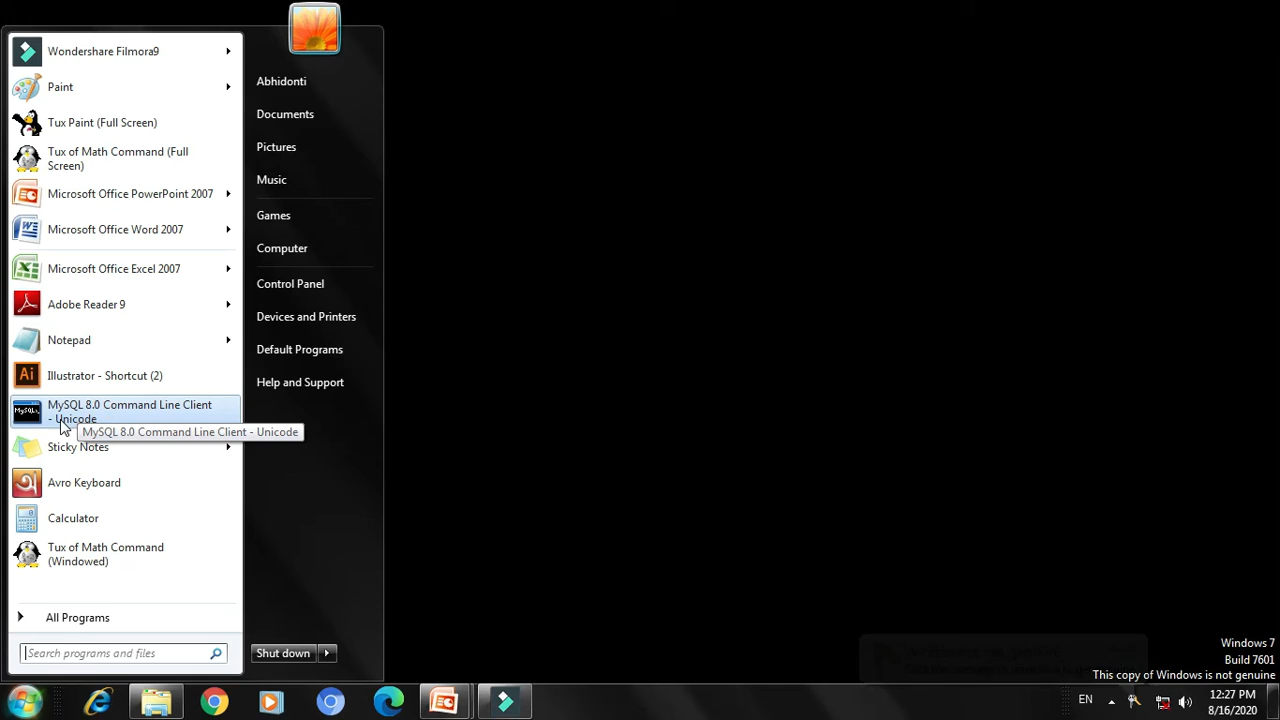 Wondershare Filmora9
Paint
Tux Paint (Full Screen)
Tux of Math Command (Full
Screen)
Microsoft Office PowerPoint 2007
Microsoft Office Word 2007
Microsoft Office Excel 2007
Adobe Reader 9
Notepad
Ai
Illustrator - Shortcut (2)
MySQL 8.0 Command Line Client
- Unicode
MySQL 8.0 Command Line Client - Unicode
Sticky Notes
Avro Keyboard
Calculator
Tux of Math Command
(Windowed)
All Programs
Search programs and files
Abhidonti
Documents
Pictures
Music
Games
Computer
Control Panel
Devices and Printers
Default Programs
Help and Support
Shut down
Windows 7
Build 7601
This copy of Windows is not genuine
EN
12:27 PM
8/16/2020